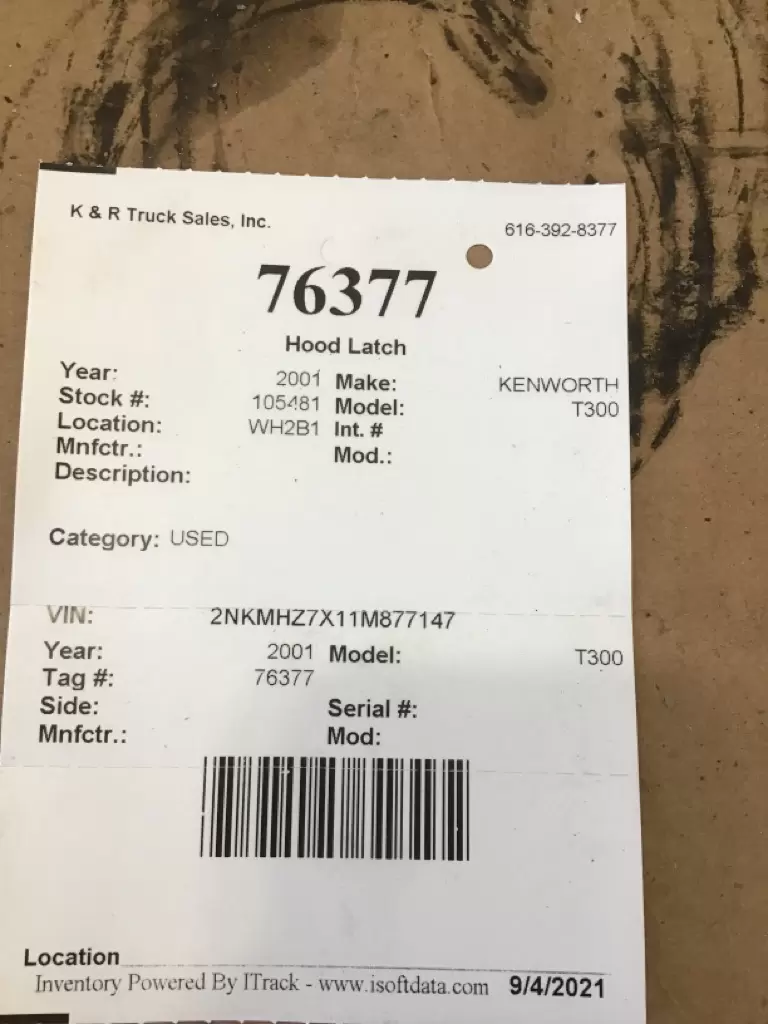 K & R Truck Sales, Inc.
616-392-8377
76377
Hood Latch
Year: 2001 Make: KENWORTH
Stock #: 105481 Model: T300
Location: WH2B1 Int. #
Mnfctr.: Mod.:
Description:
Category: USED
VIN: 2NKMHZ7X11M877147
Year: 2001 Model: T300
Tag #: 76377
Side: Serial #:
Mnfctr.: Mod:
Location
Inventory Powered By ITrack - www.isoftdata.com 9/4/2021